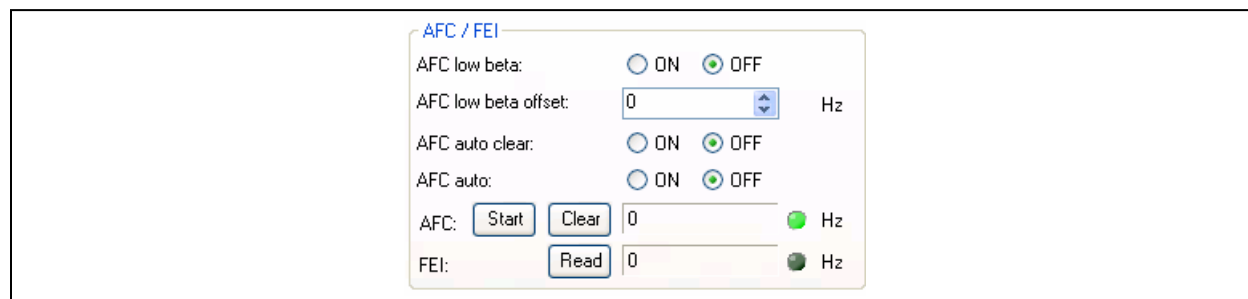 AFC / FEI
AFC low beta: ON OFF
AFC low beta offset: 0 Hz
AFC auto clear: ON OFF
AFC auto: ON OFF
AFC: Start Clear 0 Hz
FEI: Read 0 Hz